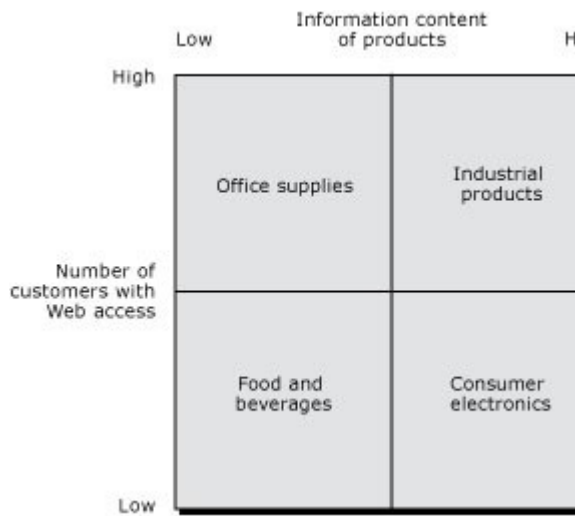 Information content
of products
Low
H
High
Office supplies
Industrial
products
Number of
customers with
Web access
Food and
beverages
Consumer
electronics
Low